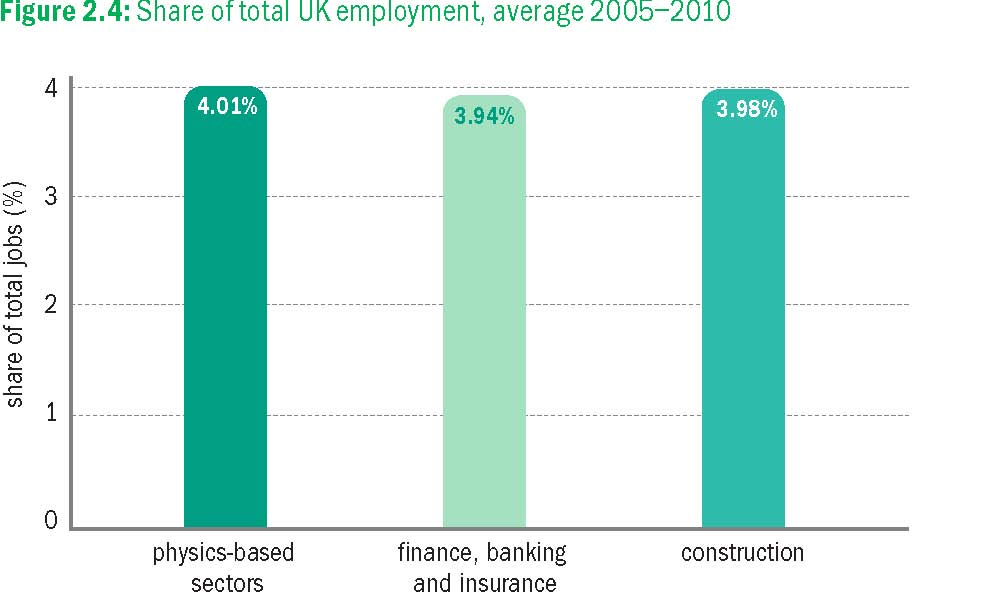 Figure 2.4: Share of total UK employment, average 2005–2010
share of total jobs (%)
4
3
2
1
0
4.01%
3.94%
3.98%
physics-based
sectors
finance, banking
and insurance
construction